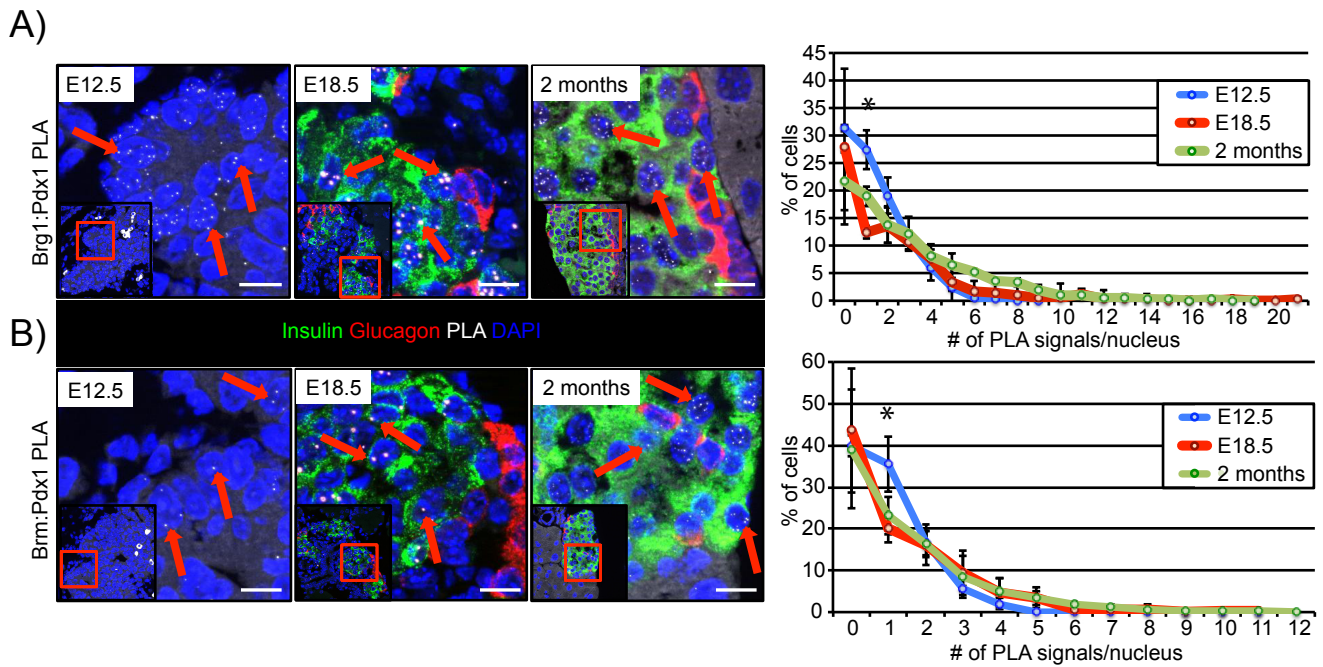 A)
Brg1:Pdx1 PLA
E12.5
E18.5
2 months
% of cells
45
40
35
30
25
20
15
10
5
0
*
E12.5
E18.5
2 months
0 2 4 6 8 10 12 14 16 18 20
# of PLA signals/nucleus
Insulin Glucagon PLA DAPI
B)
Brm:Pdx1 PLA
E12.5
E18.5
2 months
% of cells
60
50
40
30
20
10
0
*
E12.5
E18.5
2 months
0 1 2 3 4 5 6 7 8 9 10 11 12
# of PLA signals/nucleus